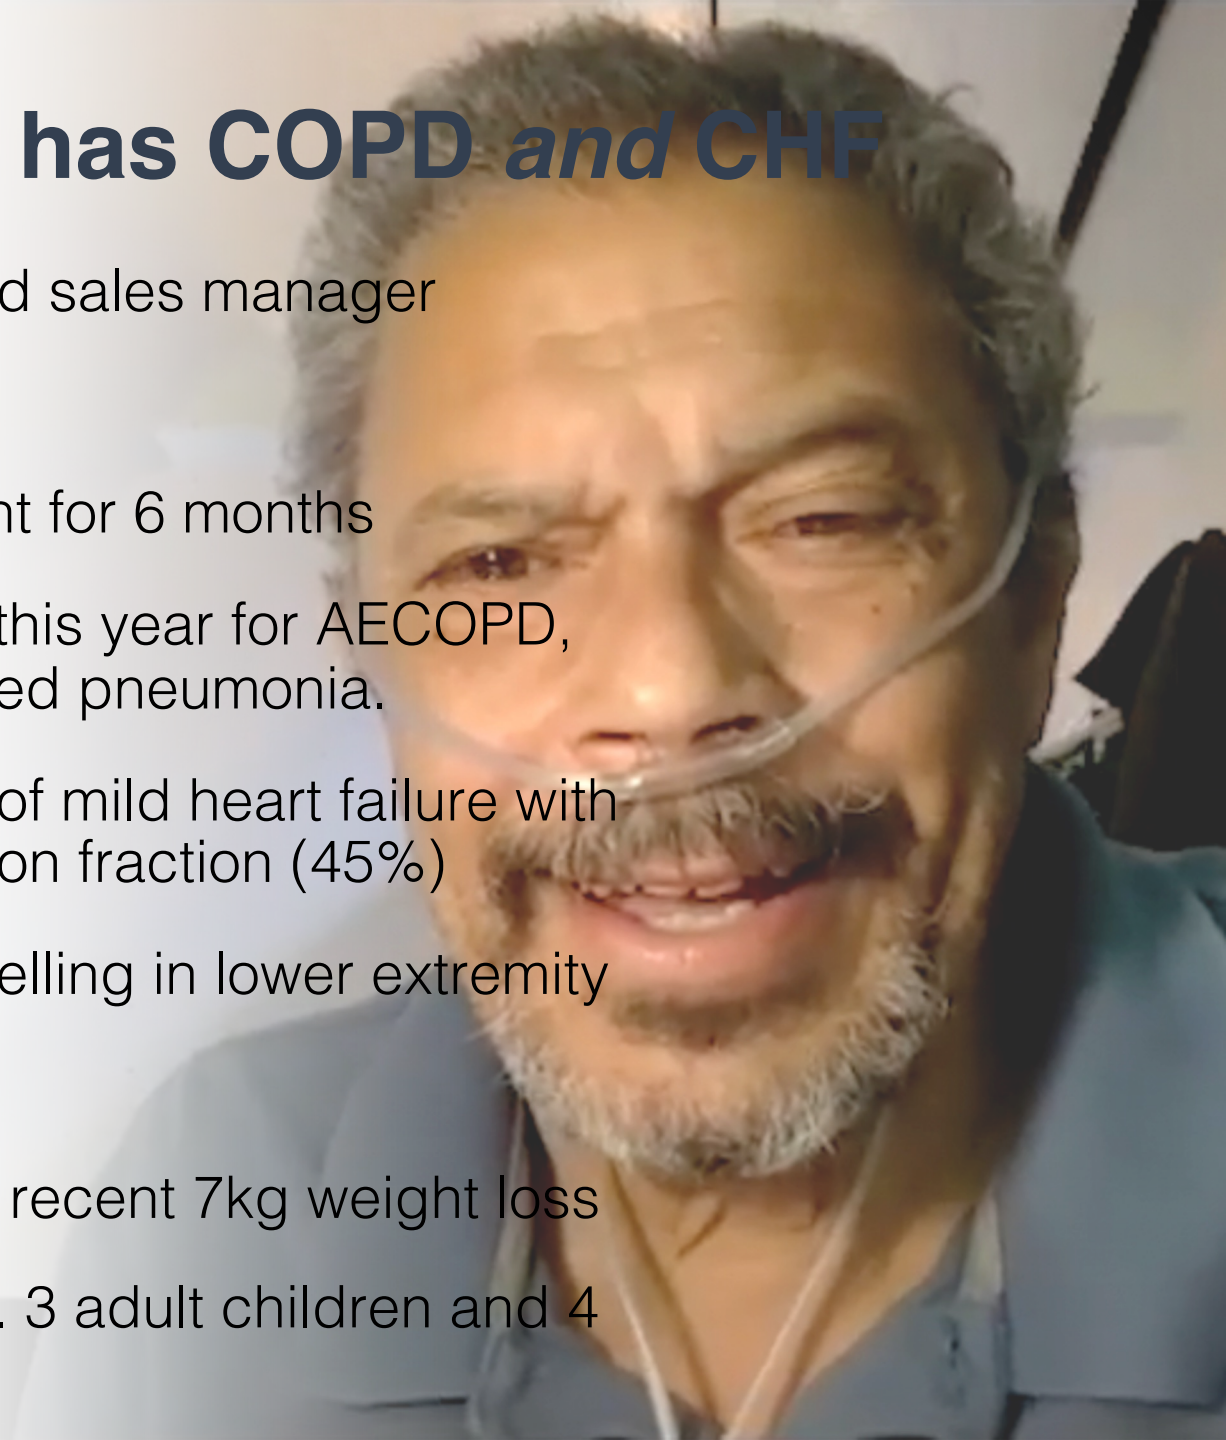 has COPD and CHF
d sales manager
nt for 6 months
this year for AECOPD,
ed pneumonia.
of mild heart failure with
on fraction (45%)
elling in lower extremity
recent 7kg weight loss
. 3 adult children and 4